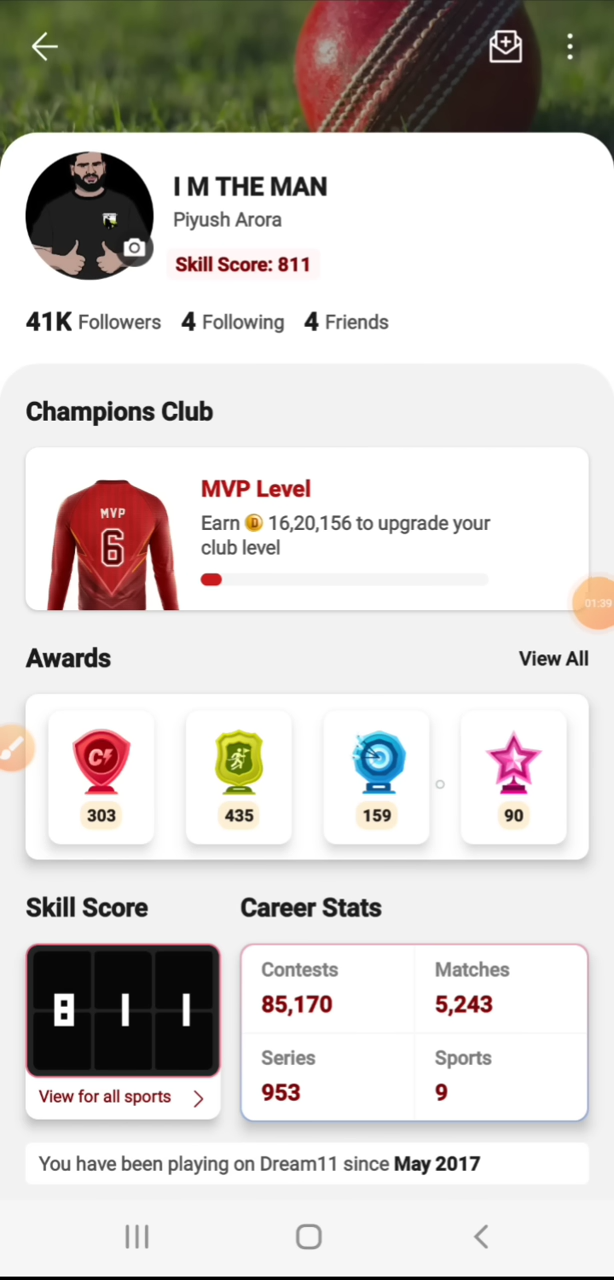 I M THE MAN
Piyush Arora
Skill Score: 811
41K Followers 4 Following 4 Friends
Champions Club
MVP
6
MVP Level
Earn D 16,20,156 to upgrade your
club level
01:39
Awards View All
C
303 435 159 90
Skill Score Career Stats
811
View for all sports
Contests Matches
85,170 5,243
Series Sports
953 9
You have been playing on Dream11 since May 2017